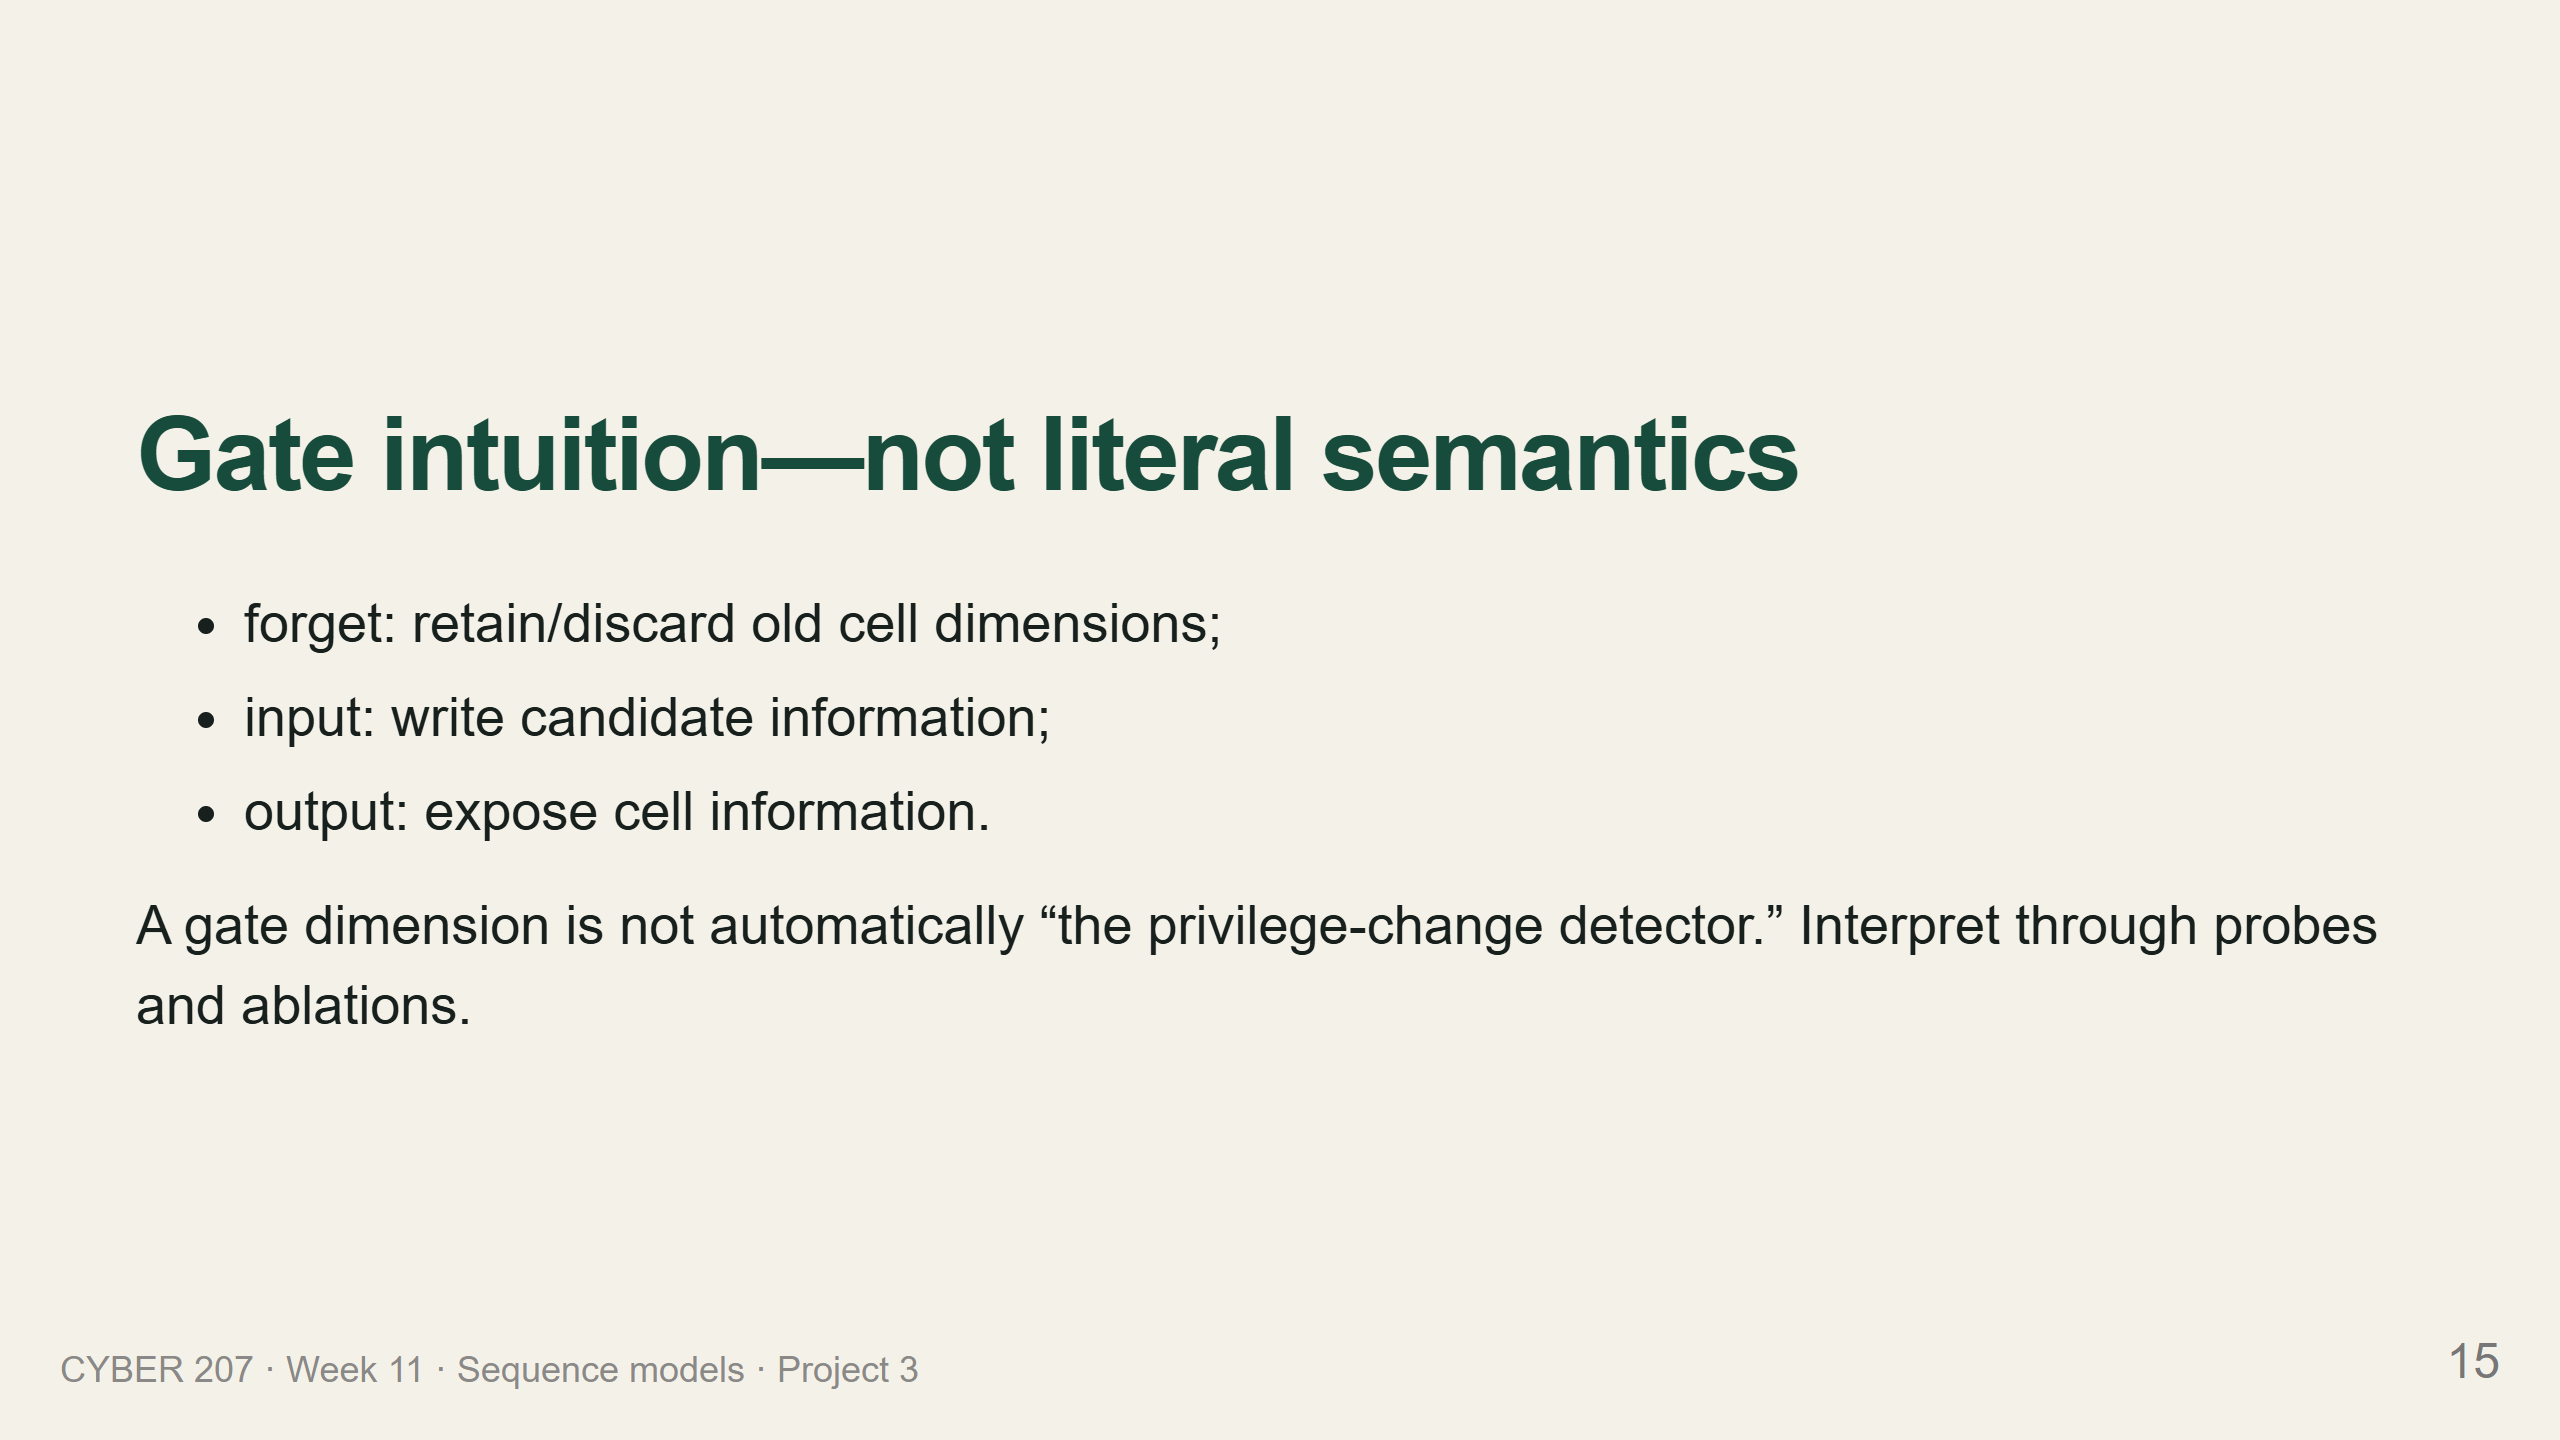 Gate intuition—not literal semantics
• forget: retain/discard old cell dimensions;
• input: write candidate information;
• output: expose cell information.
A gate dimension is not automatically “the privilege-change detector.” Interpret through probes
and ablations.
CYBER 207 · Week 11 · Sequence models · Project 3
15